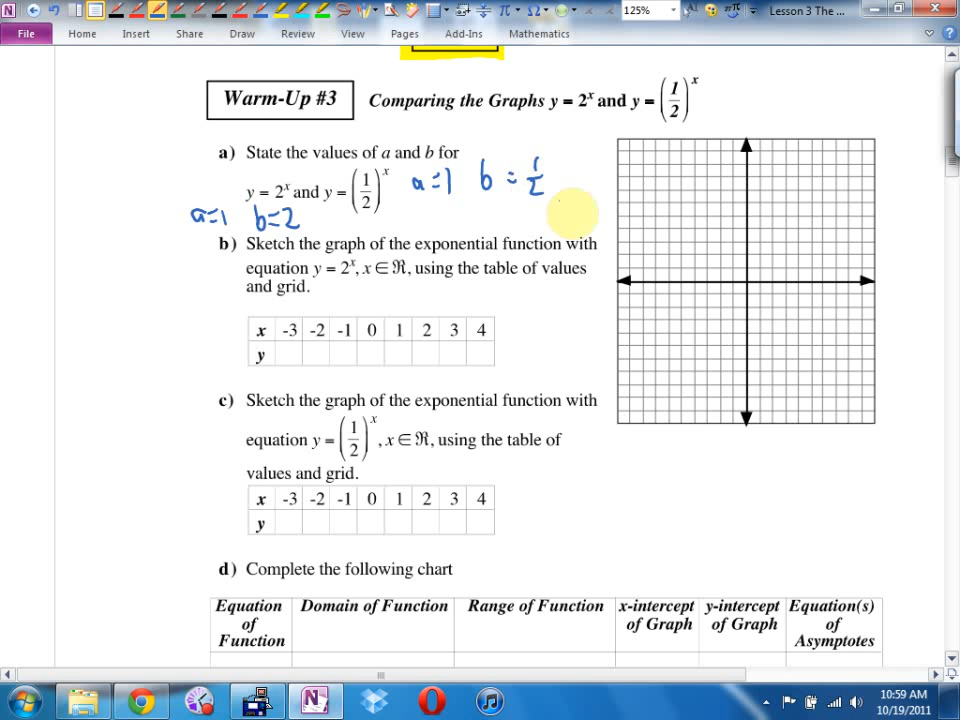 125%
Lesson 3 The ...
File Home Insert Share Draw Review View Pages Add-Ins Mathematics
Warm-Up #3 Comparing the Graphs y = 2ˣ and y = (1/2)ˣ
a) State the values of a and b for
y = 2ˣ and y = (1/2)ˣ a=1 b=1/2
a=1 b=2
b) Sketch the graph of the exponential function with
equation y = 2ˣ, x ∈ ℜ, using the table of values
and grid.
x -3 -2 -1 0 1 2 3 4
y
c) Sketch the graph of the exponential function with
equation y = (1/2)ˣ, x ∈ ℜ, using the table of
values and grid.
x -3 -2 -1 0 1 2 3 4
y
d) Complete the following chart
Equation of Function Domain of Function Range of Function x-intercept of Graph y-intercept of Graph Equation(s) of Asymptotes
10:59 AM
10/19/2011